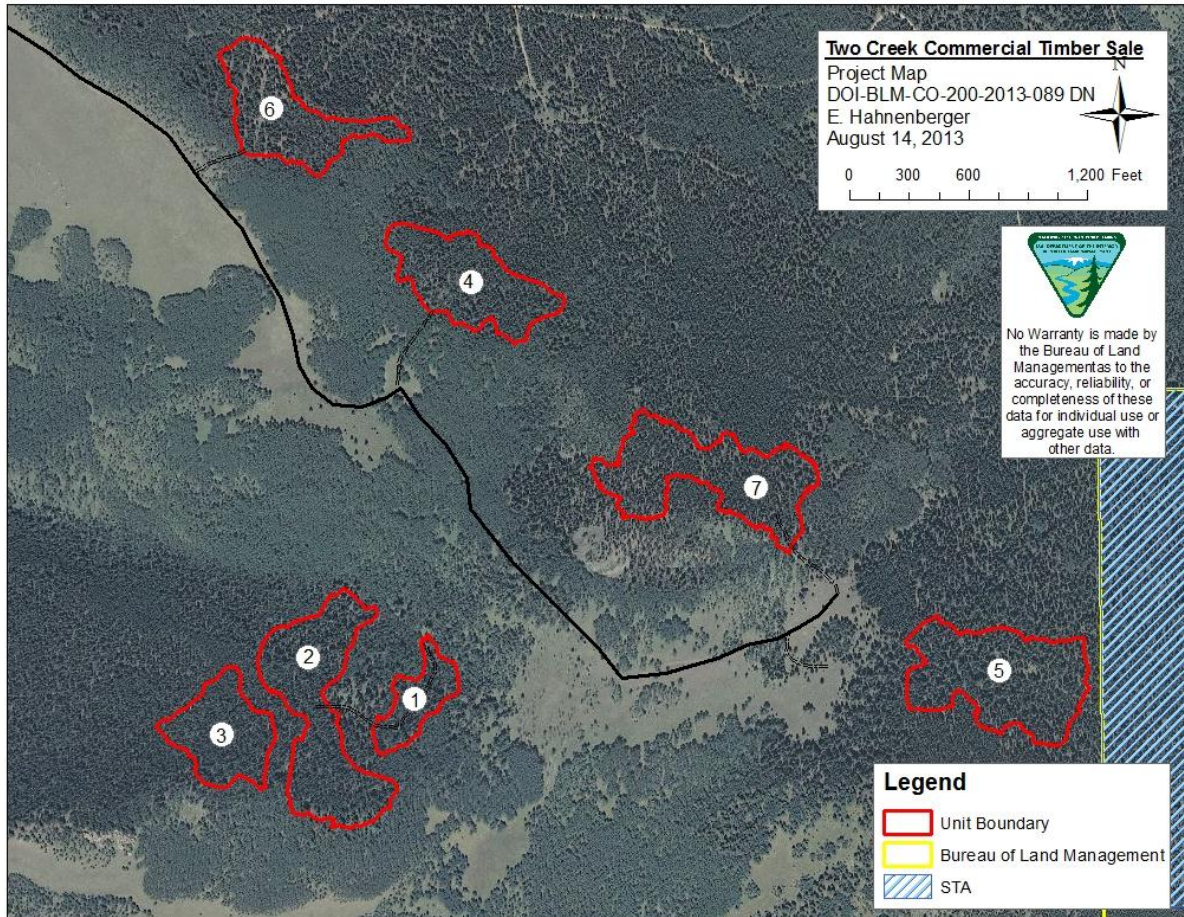 Two Creek Commercial Timber Sale
N
Project Map
DOI-BLM-CO-200-2013-089 DN
E. Hahnenberger
August 14, 2013
0 300 600 1,200 Feet
No Warranty is made by
the Bureau of Land
Managementas to the
accuracy, reliability, or
completeness of these
data for individual use or
aggregate use with
other data.
6
4
7
2
1
3
5
Legend
Unit Boundary
Bureau of Land Management
STA